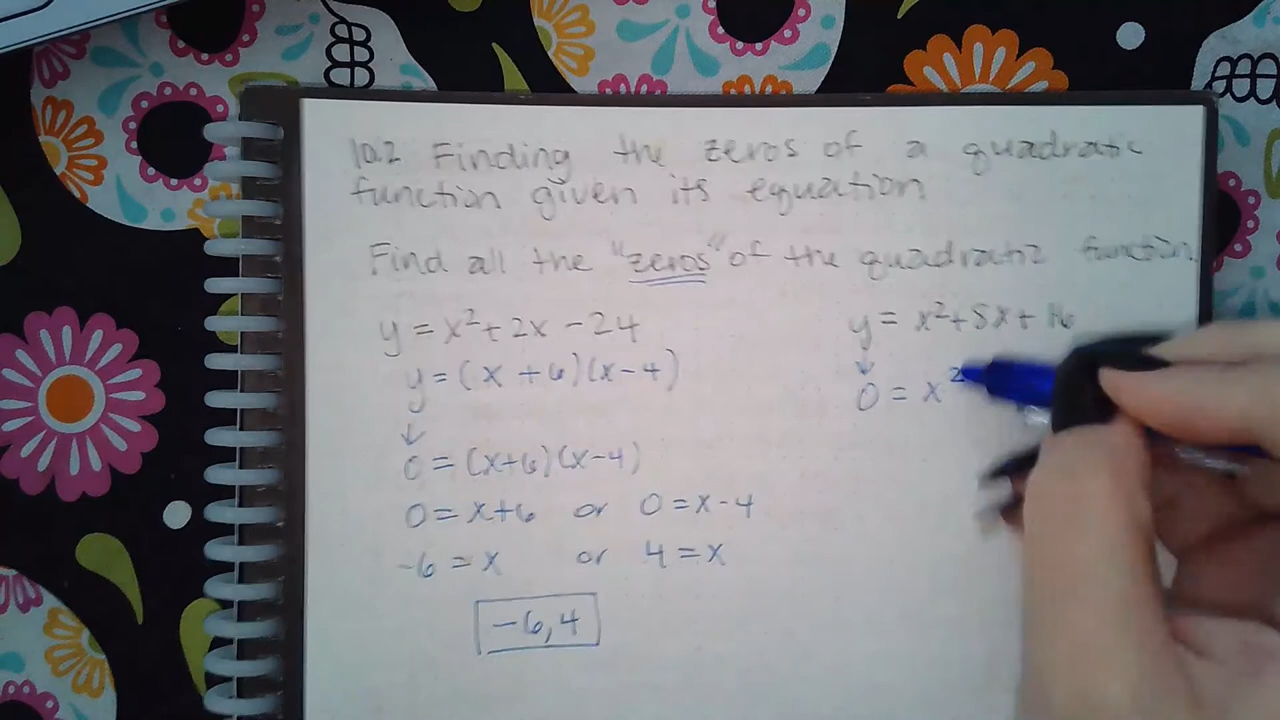 10.2 Finding the zeros of a quadratic
function given its equation
Find all the "zeros" of the quadratic function.
y = x²+2x -24
y = (x +6)(x-4)
↓
0 = (x+6)(x-4)
0 = x+6 or 0 = x-4
-6 = x or 4 = x
-6,4
y = x²+8x+16
↓
0 = x²